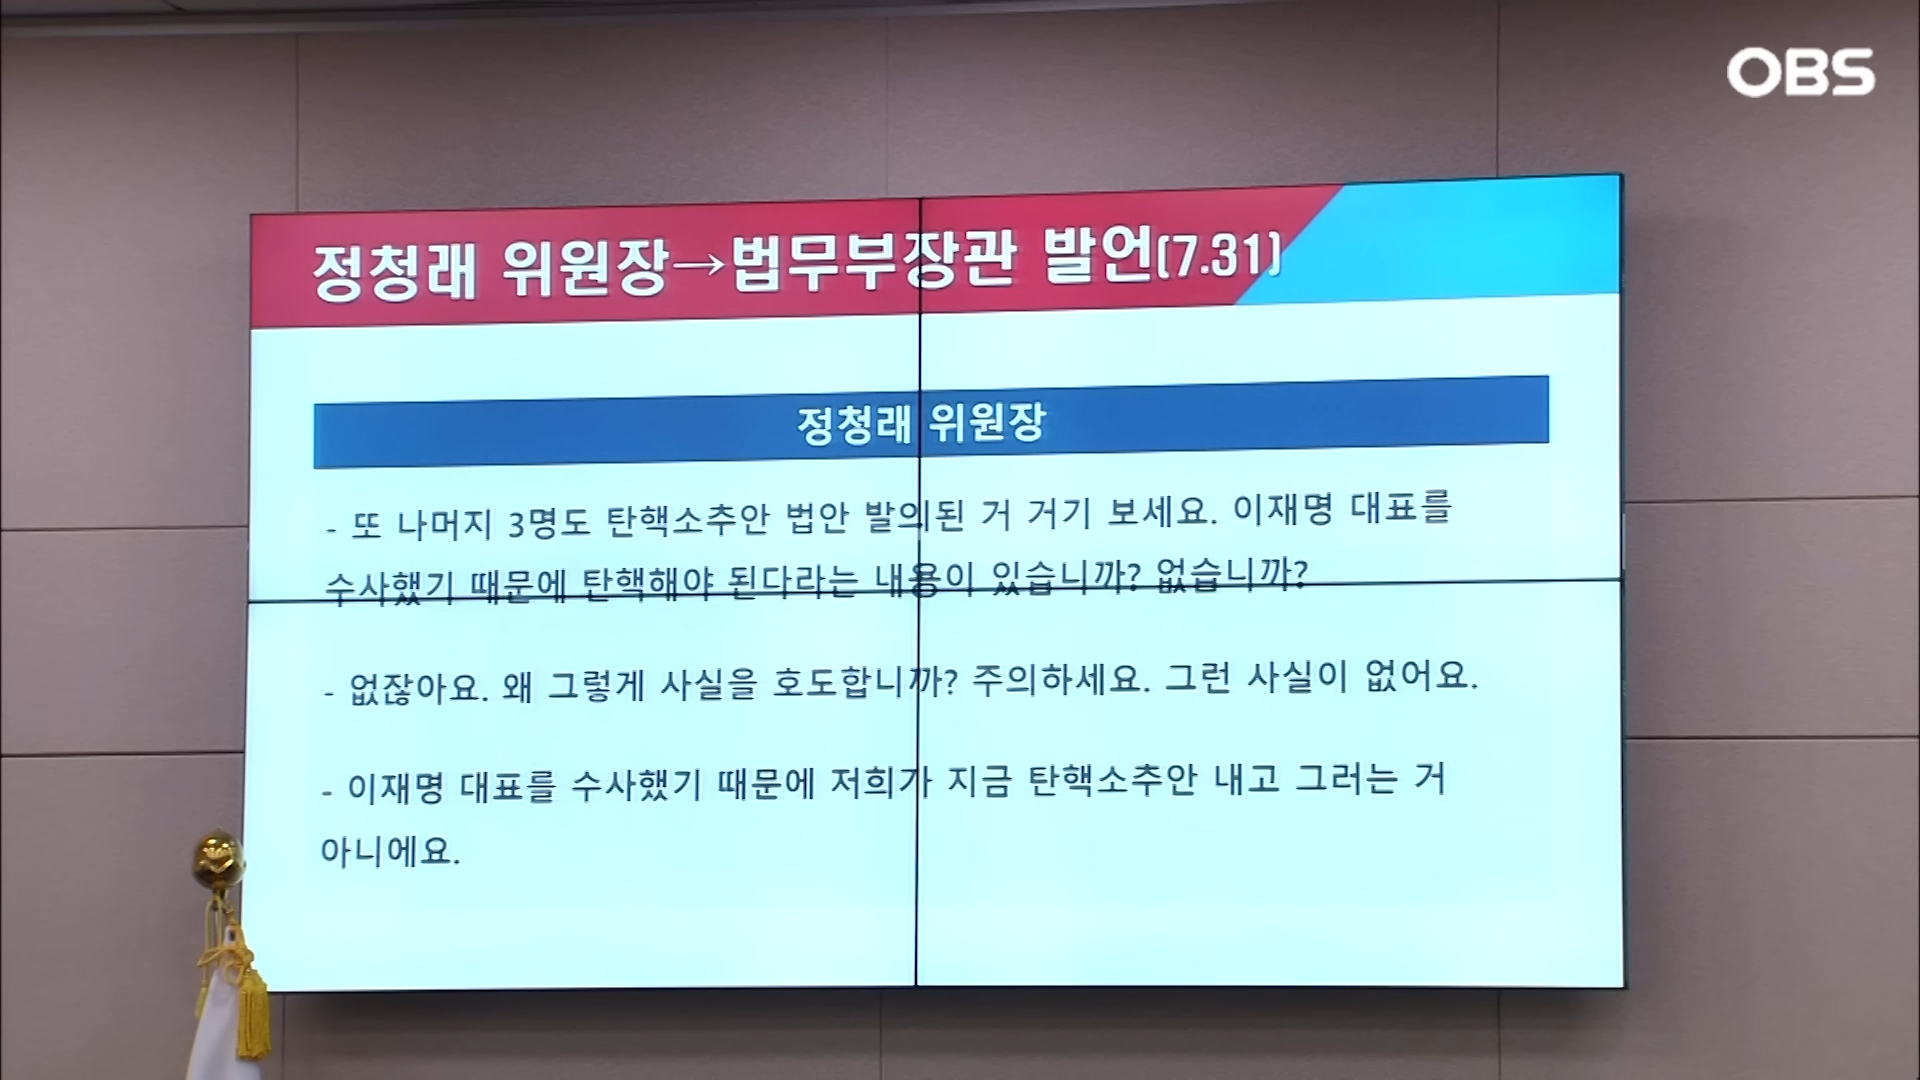 OBS
정청래 위원장→법무부장관 발언(7.31)
정청래 위원장
- 또 나머지 3명도 탄핵소추안 법안 발의된 거 거기 보세요. 이재명 대표를
수사했기 때문에 탄핵해야 된다라는 내용이 있습니까? 없습니까?
- 없잖아요. 왜 그렇게 사실을 호도합니까? 주의하세요. 그런 사실이 없어요.
- 이재명 대표를 수사했기 때문에 저희가 지금 탄핵소추안 내고 그러는 거
아니에요.